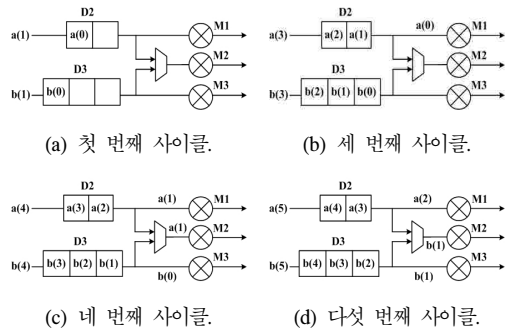 D2
a(1) a(0) M1
M2
D3
b(1) b(0) M3
(a) 첫 번째 사이클.
D2
a(0)
a(3) a(2) a(1) M1
M2
D3
b(3) b(2) b(1) b(0) M3
(b) 세 번째 사이클.
D2
a(1)
a(4) a(3) a(2) M1
a(1) M2
D3
b(4) b(3) b(2) b(1) M3
b(0)
(c) 네 번째 사이클.
D2
a(2)
a(5) a(4) a(3) M1
M2
b(1)
D3
b(5) b(4) b(3) b(2) M3
b(1)
(d) 다섯 번째 사이클.